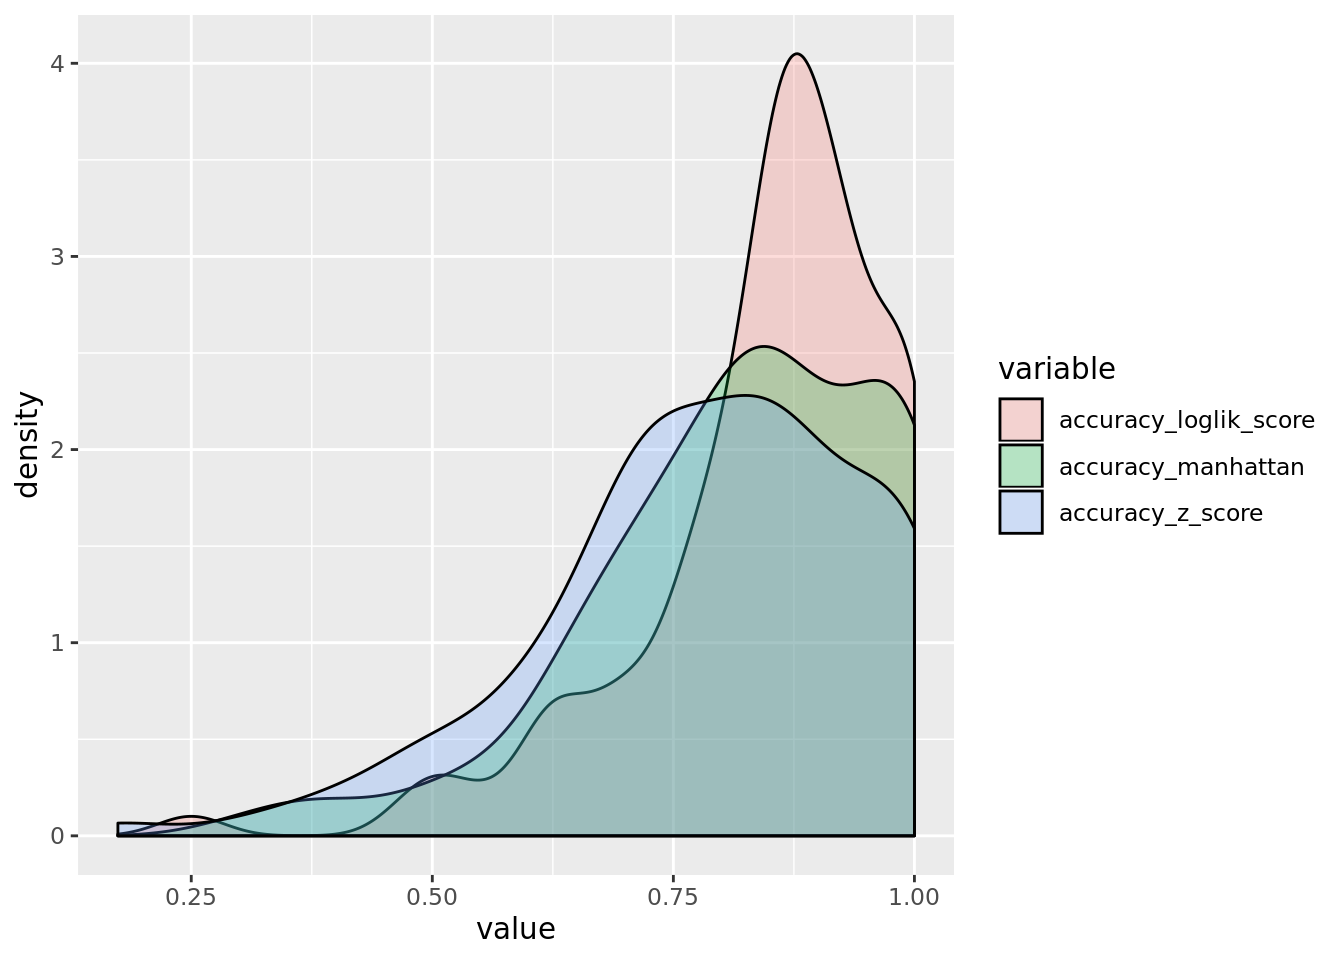 4
3
2
1
0
density
0.25
0.50
0.75
1.00
value
variable
accuracy_loglik_score
accuracy_manhattan
accuracy_z_score